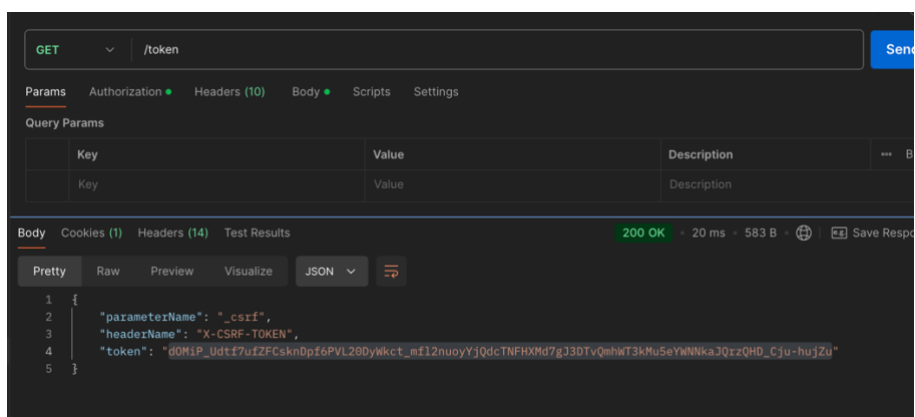 GET /token Send
Params Authorization Headers (10) Body Scripts Settings
Query Params
Key Value Description B
Key Value Description
Body Cookies (1) Headers (14) Test Results 200 OK 20 ms 583 B e.g. Save Respo
Pretty Raw Preview Visualize JSON
1 {
2 "parameterName": "_csrf",
3 "headerName": "X-CSRF-TOKEN",
4 "token": "dOMiP_Udtf7ufZFCsknDpf6PVL20DyWkct_mfl2nuoyYjQdcTNFHXMd7gJ3DTvQmhWT3kMu5eYWNNkaJQrzQHD_Cju-hujZu"
5 }